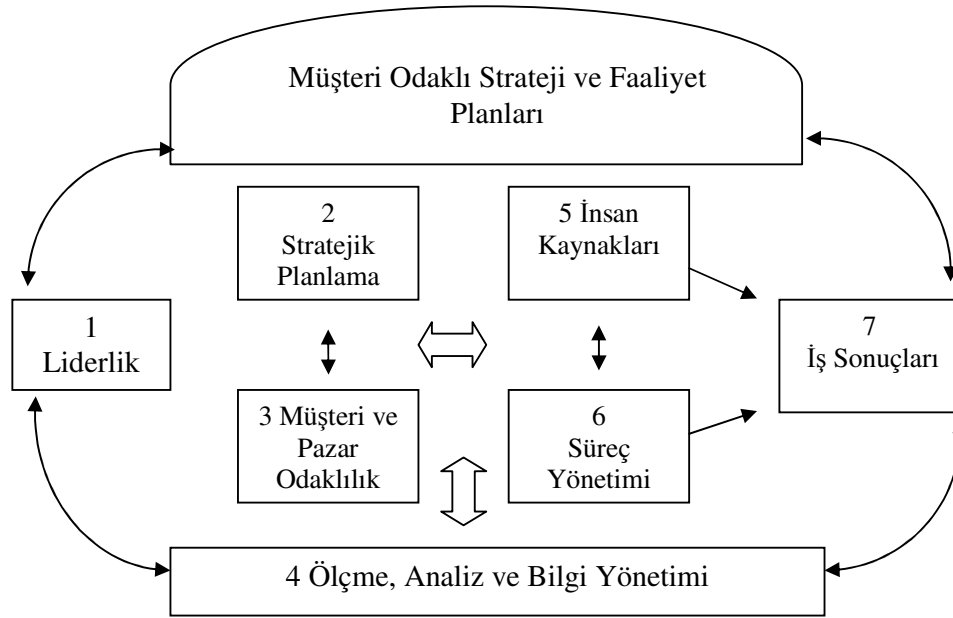 Müşteri Odaklı Strateji ve Faaliyet
Planları
2
Stratejik
Planlama
5 İnsan
Kaynakları
1
Liderlik
7
İş Sonuçları
3 Müşteri ve
Pazar
Odaklılık
6
Süreç
Yönetimi
4 Ölçme, Analiz ve Bilgi Yönetimi